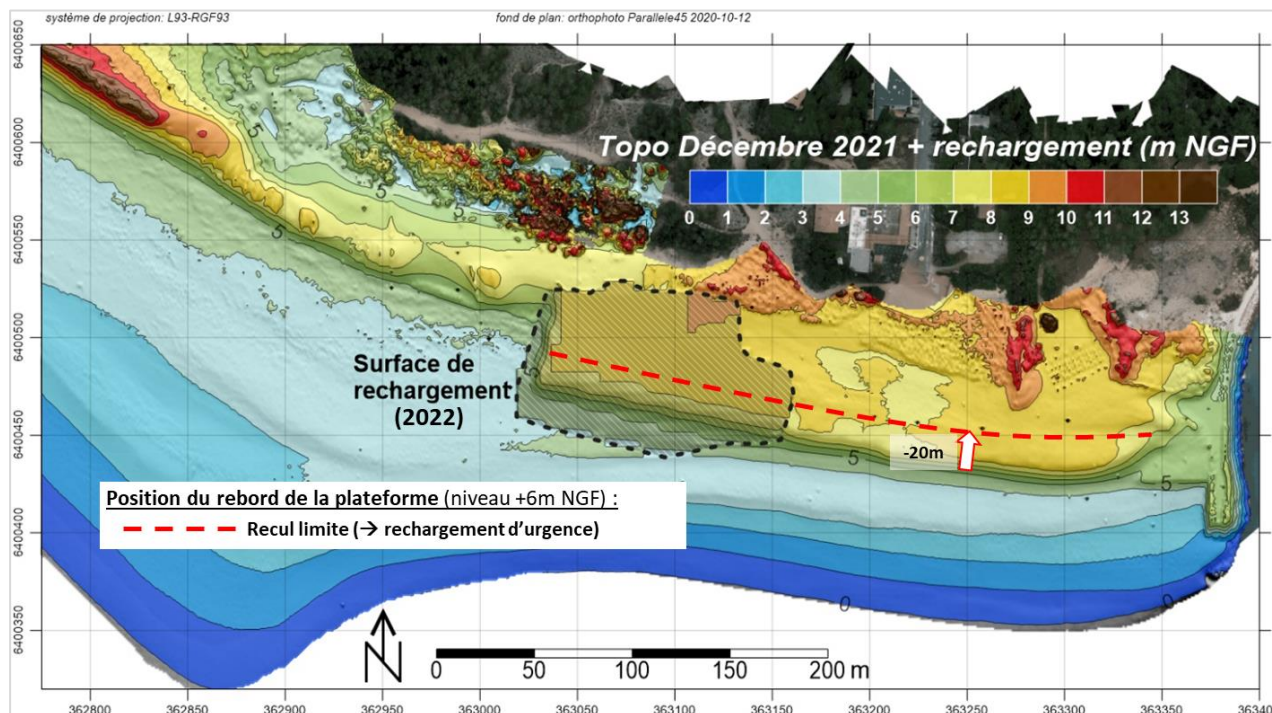 système de projection: L93-RGF93
fond de plan: orthophoto Parallele45 2020-10-12
6400650
6400600
6400550
6400500
6400450
6400400
6400350
Topo Décembre 2021 + rechargement (m NGF)
0 1 2 3 4 5 6 7 8 9 10 11 12 13
5
5
5
5
5
Surface de
rechargement
(2022)
-20m
5
5
Position du rebord de la plateforme (niveau +6m NGF) :
Recul limite (→ rechargement d'urgence)
0
0
N
0 50 100 150 200 m
362800 362850 362900 362950 363000 363050 363100 363150 363200 363250 363300 363350 36340